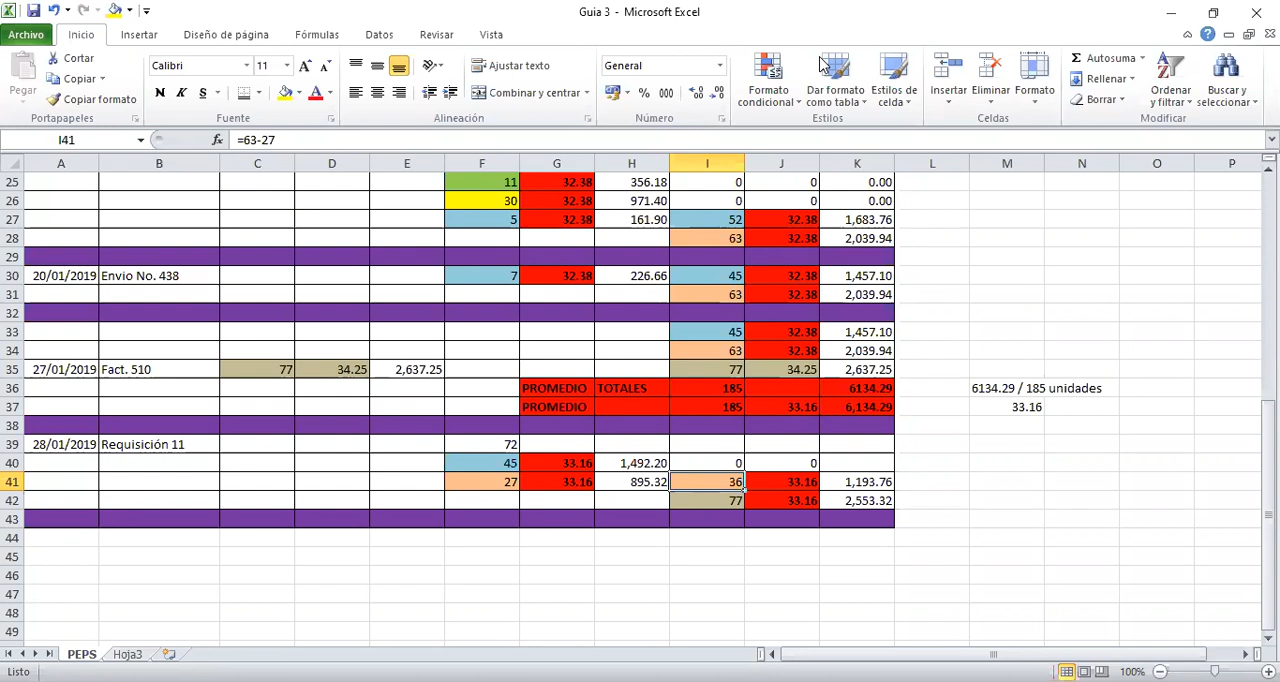 Guia 3 - Microsoft Excel
Archivo Inicio Insertar Diseño de página Fórmulas Datos Revisar Vista
Pegar
Cortar
Copiar
Copiar formato
Portapapeles
Calibri 11
N K S
Fuente
Ajustar texto
Combinar y centrar
Alineación
General
% 000
Número
Formato condicional
Dar formato como tabla
Estilos de celda
Estilos
Insertar Eliminar Formato
Celdas
Autosuma
Rellenar
Borrar
Ordenar y filtrar
Buscar y seleccionar
Modificar
I41 fx =63-27
A B C D E F G H I J K L M N O P
25 11 32.38 356.18 0 0 0.00
26 30 32.38 971.40 0 0 0.00
27 5 32.38 161.90 52 32.38 1,683.76
28 63 32.38 2,039.94
29
30 20/01/2019 Envio No. 438 7 32.38 226.66 45 32.38 1,457.10
31 63 32.38 2,039.94
32
33 45 32.38 1,457.10
34 63 32.38 2,039.94
35 27/01/2019 Fact. 510 77 34.25 2,637.25 77 34.25 2,637.25
36 PROMEDIO TOTALES 185 6134.29 6134.29 / 185 unidades
37 PROMEDIO 185 33.16 6,134.29 33.16
38
39 28/01/2019 Requisición 11 72
40 45 33.16 1,492.20 0 0
41 27 33.16 895.32 36 33.16 1,193.76
42 77 33.16 2,553.32
43
44
45
46
47
48
49
PEPS Hoja3
Listo 100%